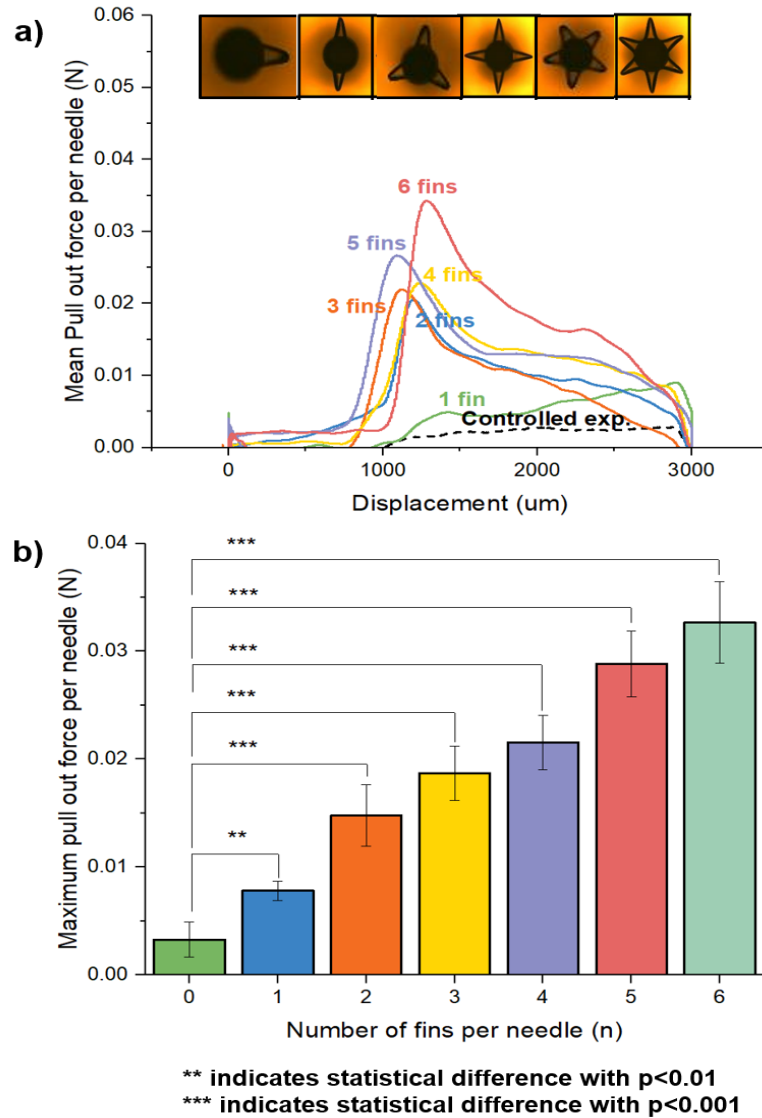 a)
0.06
0.05
0.04
0.03
0.02
0.01
0.00
Mean Pull out force per needle (N)
6 fins
5 fins
4 fins
3 fins
2 fins
1 fin
Controlled exp.
0 1000 2000 3000
Displacement (um)
b)
0.04
0.03
0.02
0.01
0.00
Maximum pull out force per needle (N)
***
***
***
***
***
**
0 1 2 3 4 5 6
Number of fins per needle (n)
** indicates statistical difference with p<0.01
*** indicates statistical difference with p<0.001